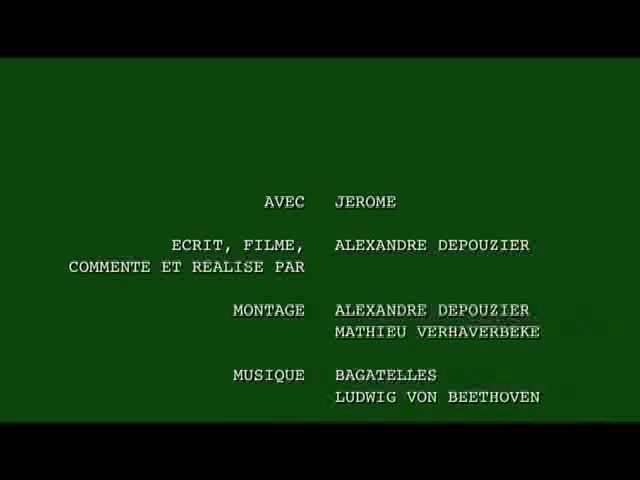 AVEC JEROME
ECRIT, FILME, ALEXANDRE DEPOUZIER
COMMENTE ET REALISE PAR
MONTAGE ALEXANDRE DEPOUZIER
MATHIEU VERHAVERBEKE
MUSIQUE BAGATELLES
LUDWIG VON BEETHOVEN